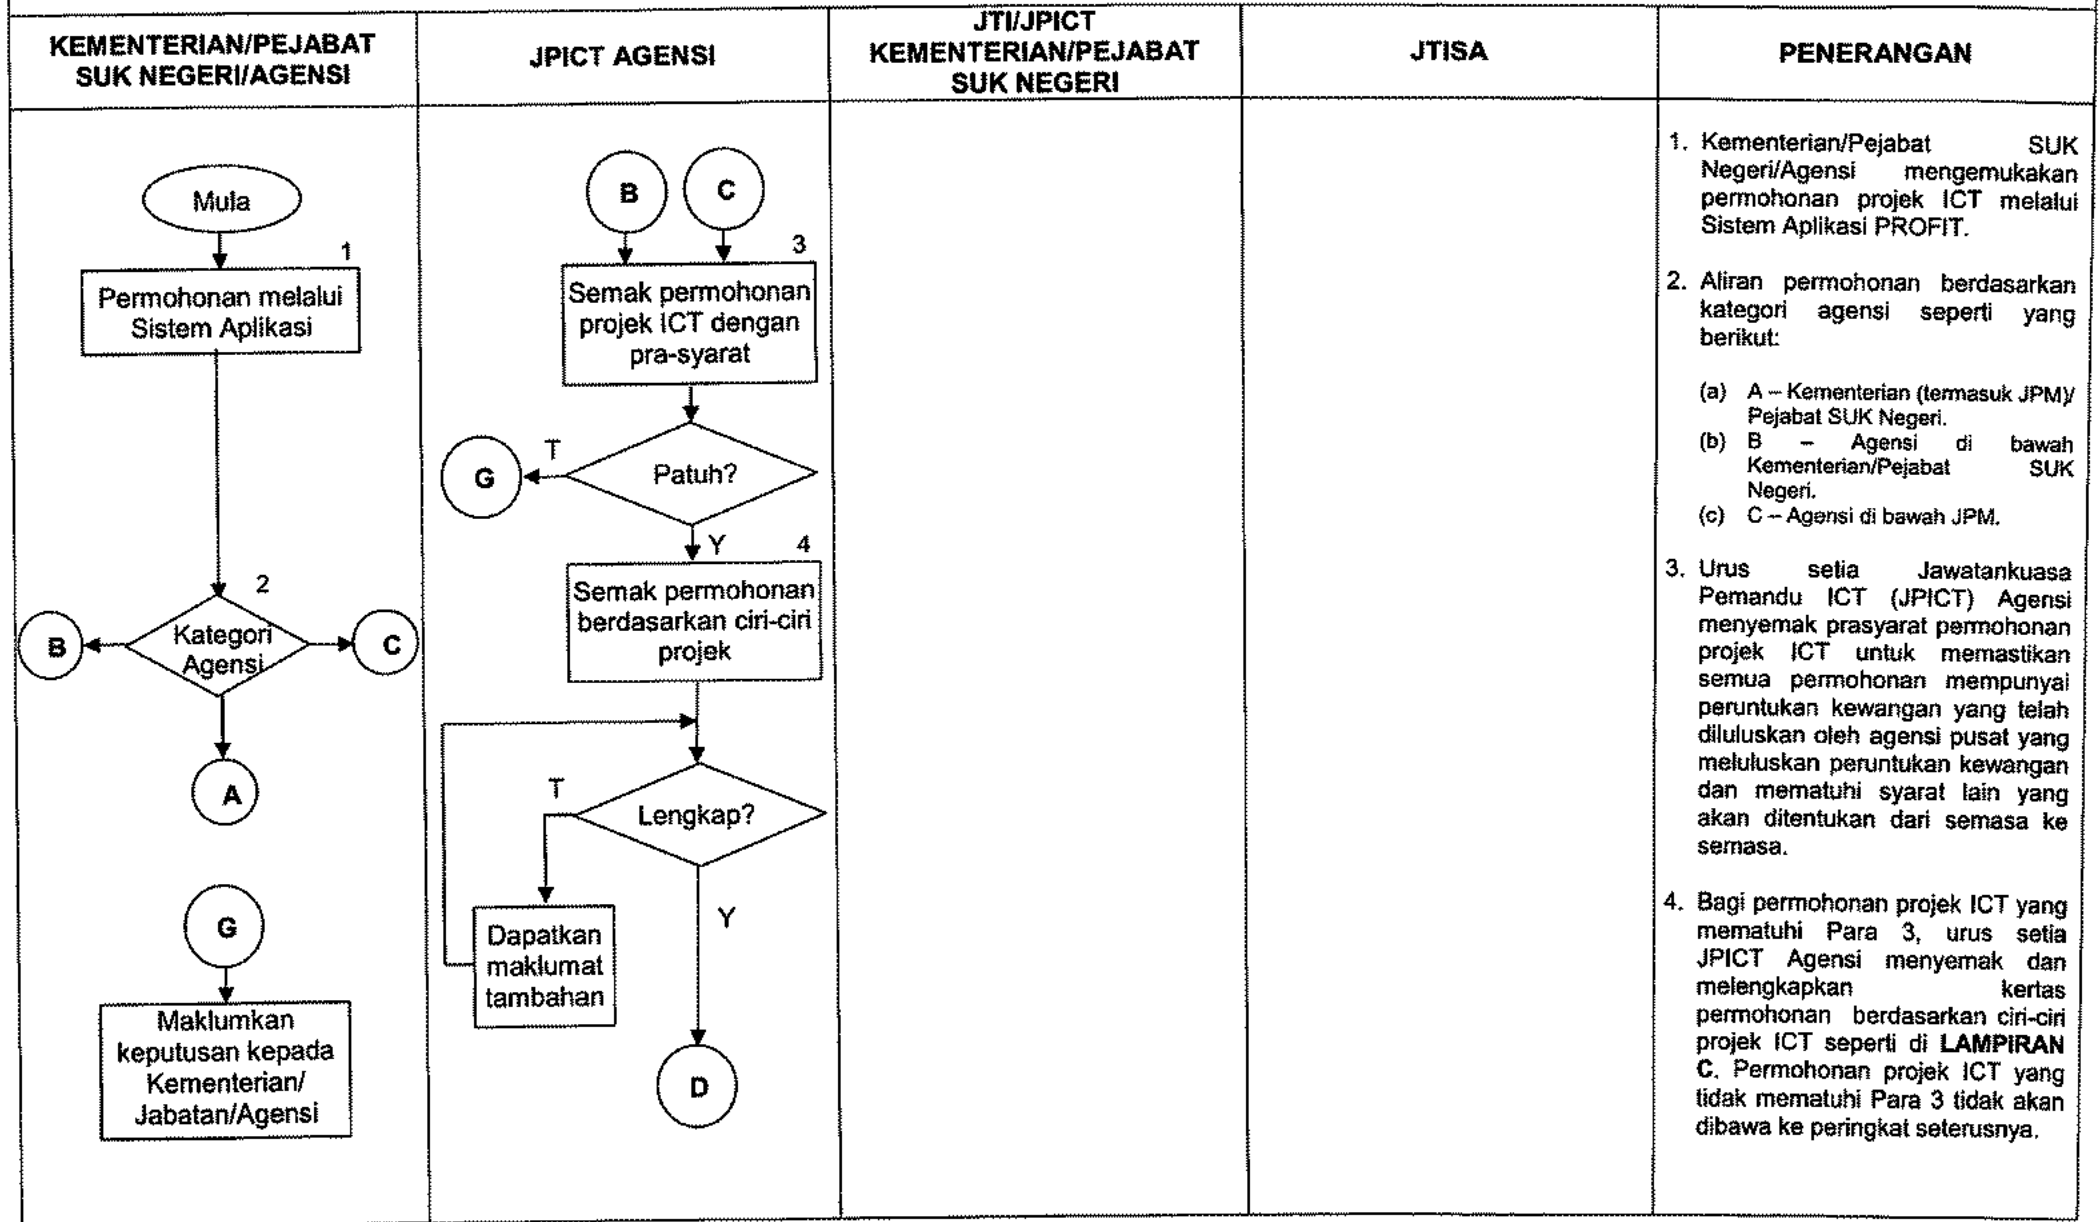 KEMENTERIAN/PEJABAT
SUK NEGERI/AGENSI
JPICT AGENSI
JTI/JPICT
KEMENTERIAN/PEJABAT
SUK NEGERI
JTISA
PENERANGAN
Mula
1
Permohonan melalui
Sistem Aplikasi
2
Kategori
Agensi
B
C
A
G
Maklumkan
keputusan kepada
Kementerian/
Jabatan/Agensi
B
C
3
Semak permohonan
projek ICT dengan
pra-syarat
Patuh?
T
G
Y
4
Semak permohonan
berdasarkan ciri-ciri
projek
Lengkap?
T
Dapatkan
maklumat
tambahan
Y
D
1. Kementerian/Pejabat SUK
Negeri/Agensi mengemukakan
permohonan projek ICT melalui
Sistem Aplikasi PROFIT.
2. Aliran permohonan berdasarkan
kategori agensi seperti yang
berikut:
(a) A – Kementerian (termasuk JPM)/
Pejabat SUK Negeri.
(b) B – Agensi di bawah
Kementerian/Pejabat SUK
Negeri.
(c) C – Agensi di bawah JPM.
3. Urus setia Jawatankuasa
Pemandu ICT (JPICT) Agensi
menyemak prasyarat permohonan
projek ICT untuk memastikan
semua permohonan mempunyai
peruntukan kewangan yang telah
diluluskan oleh agensi pusat yang
meluluskan peruntukan kewangan
dan mematuhi syarat lain yang
akan ditentukan dari semasa ke
semasa.
4. Bagi permohonan projek ICT yang
mematuhi Para 3, urus setia
JPICT Agensi menyemak dan
melengkapkan kertas
permohonan berdasarkan ciri-ciri
projek ICT seperti di LAMPIRAN
C. Permohonan projek ICT yang
tidak mematuhi Para 3 tidak akan
dibawa ke peringkat seterusnya.